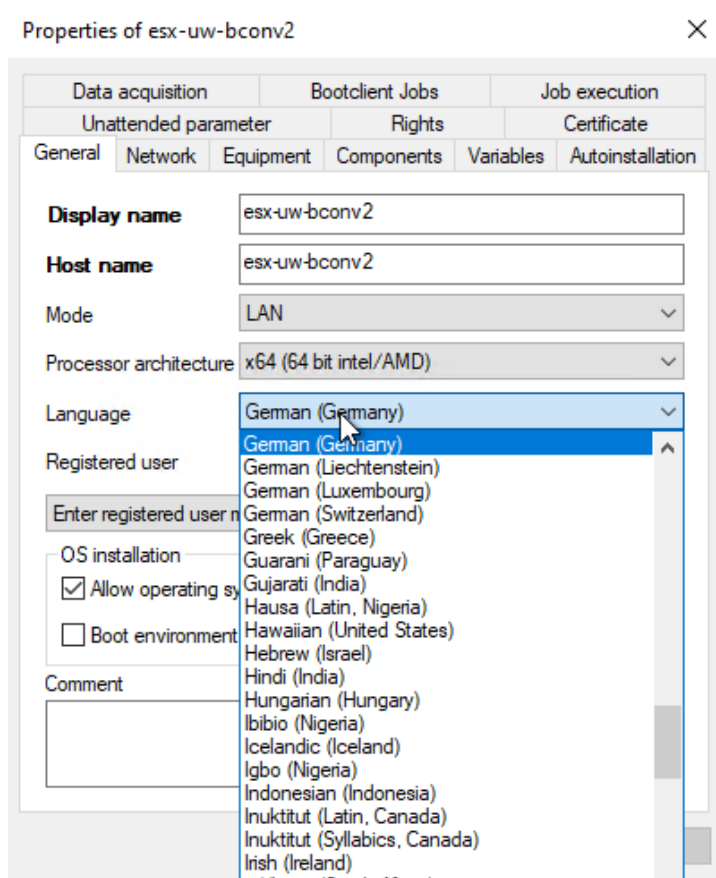 Properties of esx-uw-bconv2
Data acquisition Bootclient Jobs Job execution
Unattended parameter Rights Certificate
General Network Equipment Components Variables Autoinstallation
Display name esx-uw-bconv2
Host name esx-uw-bconv2
Mode LAN
Processor architecture x64 (64 bit intel/AMD)
Language German (Germany)
Registered user
Enter registered user
OS installation
Allow operating
Boot environment
Comment
German (Germany)
German (Liechtenstein)
German (Luxembourg)
German (Switzerland)
Greek (Greece)
Guarani (Paraguay)
Gujarati (India)
Hausa (Latin, Nigeria)
Hawaiian (United States)
Hebrew (Israel)
Hindi (India)
Hungarian (Hungary)
Ibibio (Nigeria)
Icelandic (Iceland)
Igbo (Nigeria)
Indonesian (Indonesia)
Inuktitut (Latin, Canada)
Inuktitut (Syllabics, Canada)
Irish (Ireland)